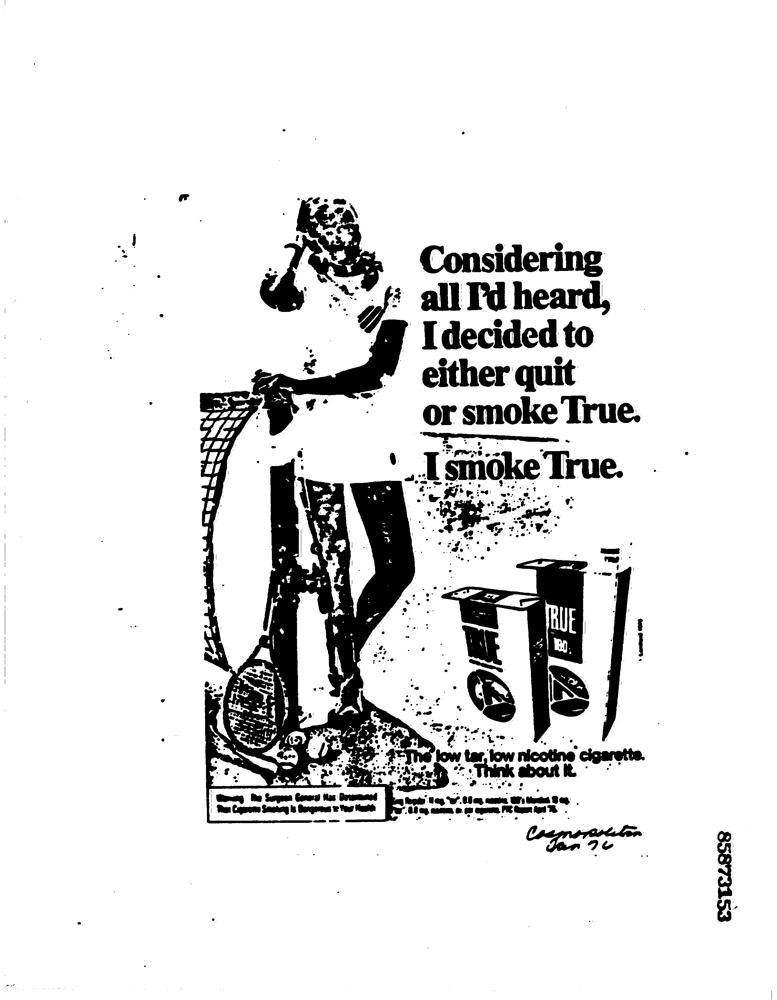 Considering
all I'd heard,
I decided to
either quit
or smoke True.
I smoke True.
TRUE
TRUE
100
The low tar, low nicotine cigarette.
Think about it.
Warning: The Surgeon General Has Determined
That Cigarette Smoking Is Dangerous to Your Health
Cosmopolitan
Jan 76
85873153